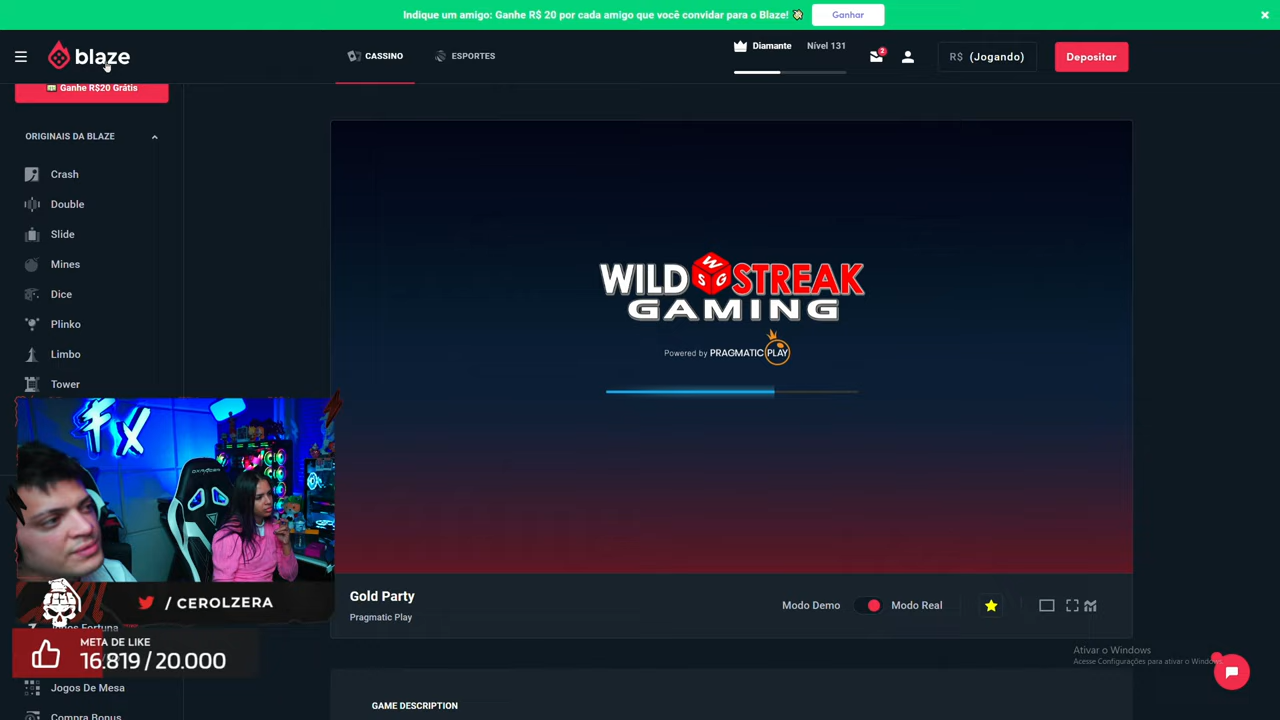 Indique um amigo: Ganhe R$ 20 por cada amigo que você convidar para o Blaze!
Ganhar
blaze
CASSINO
ESPORTES
Diamante
Nível 131
2
R$ (Jogando)
Depositar
Ganhe R$20 Grátis
ORIGINAIS DA BLAZE
Crash
Double
Slide
Mines
Dice
Plinko
Limbo
Tower
WILD STREAK
W S G
GAMING
Powered by PRAGMATIC PLAY
FX
/ CEROLZERA
Gold Party
Pragmatic Play
Modo Demo
Modo Real
META DE LIKE
16.819 / 20.000
Jogos De Mesa
Compra Bonus
Ativar o Windows
Acesse Configurações para ativar o Windows.
GAME DESCRIPTION